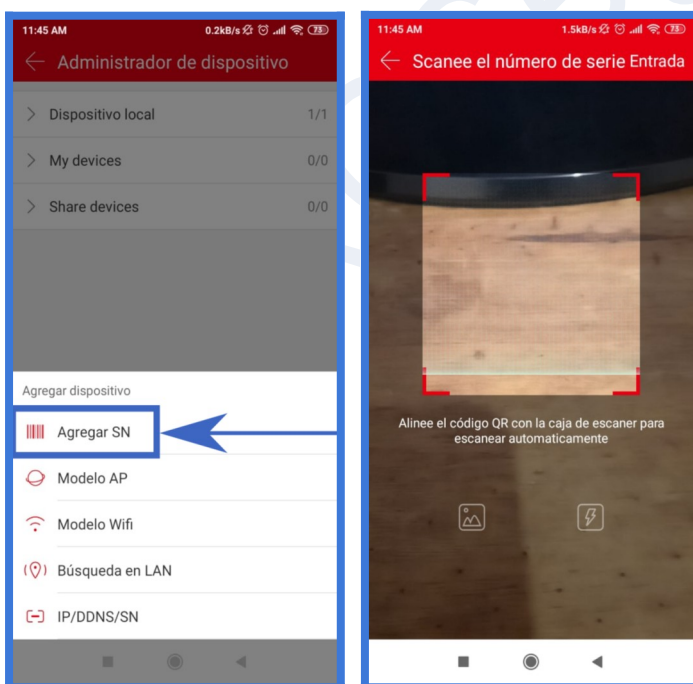 11:45 AM 0.2kB/s 73
Administrador de dispositivo
Dispositivo local 1/1
My devices 0/0
Share devices 0/0
Agregar dispositivo
Agregar SN
Modelo AP
Modelo Wifi
Búsqueda en LAN
IP/DDNS/SN
11:45 AM 1.5kB/s 73
Scanee el número de serie Entrada
Alinee el código QR con la caja de escaner para
escanear automaticamente